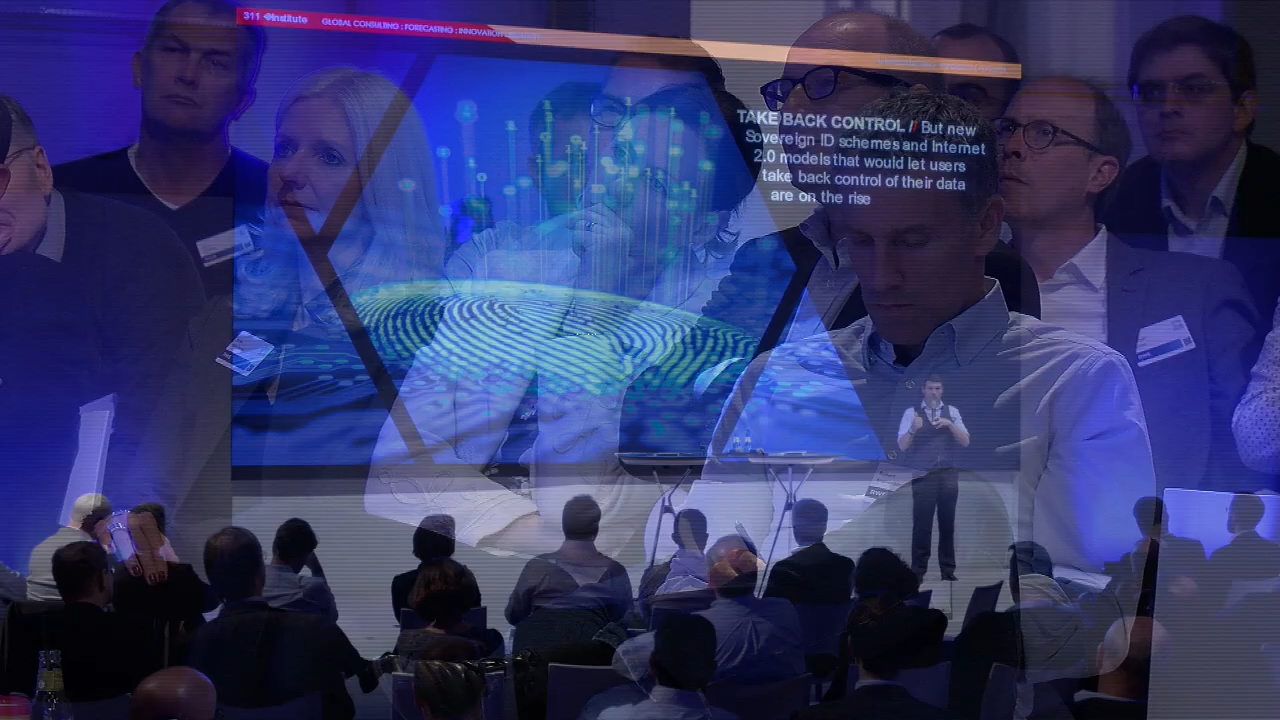 311 Institute GLOBAL CONSULTING : FORECASTING : INNOVATION
TAKE BACK CONTROL // But new
Sovereign ID schemes and Internet
2.0 models that would let users
take back control of their data
are on the rise